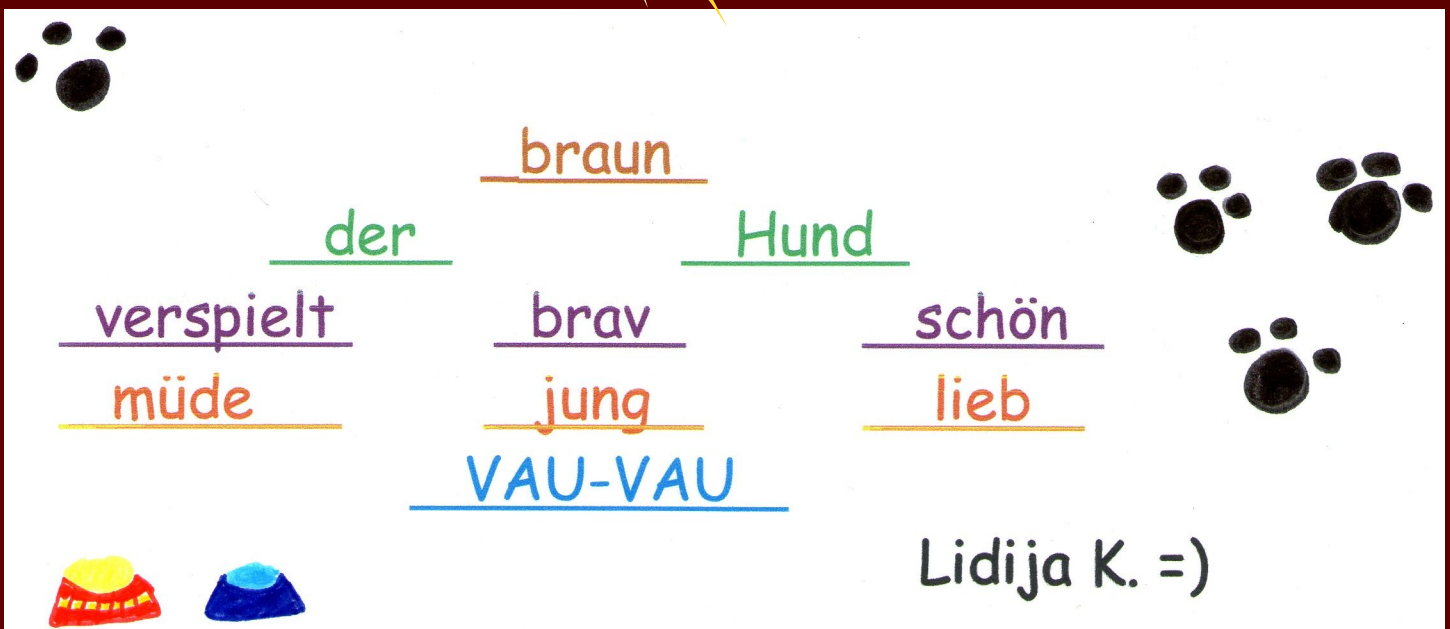 braun
der Hund
verspielt brav schön
müde jung lieb
VAU-VAU
Lidija K. =)